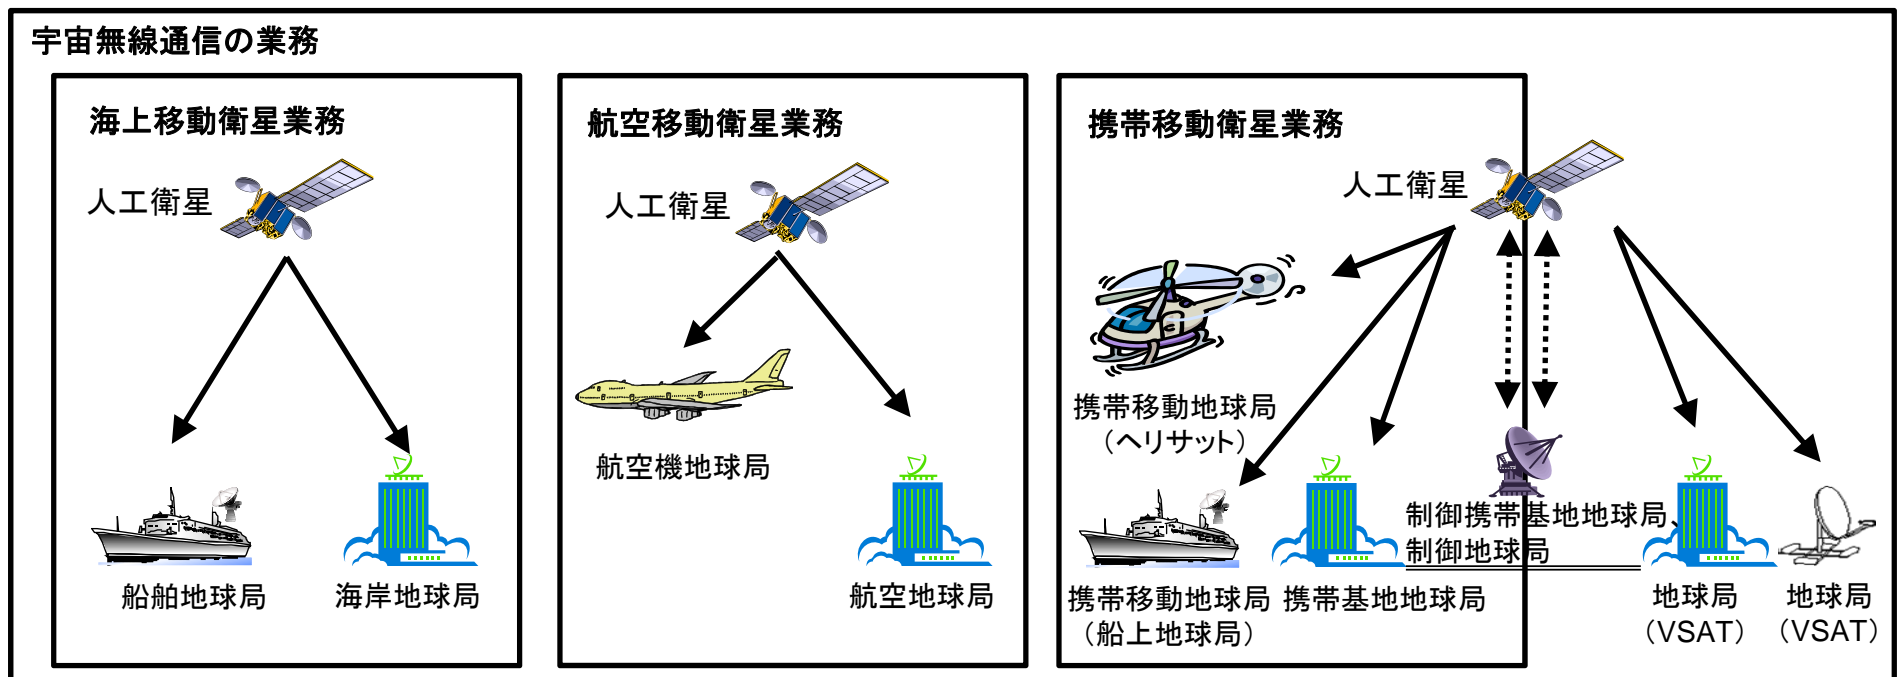 宇宙無線通信の業務
海上移動衛星業務
人工衛星
船舶地球局
海岸地球局
航空移動衛星業務
人工衛星
航空機地球局
航空地球局
携帯移動衛星業務
人工衛星
携帯移動地球局
（ヘリサット）
携帯移動地球局
（船上地球局）
携帯基地地球局
制御携帯基地地球局、
制御地球局
地球局
（VSAT）
地球局
（VSAT）